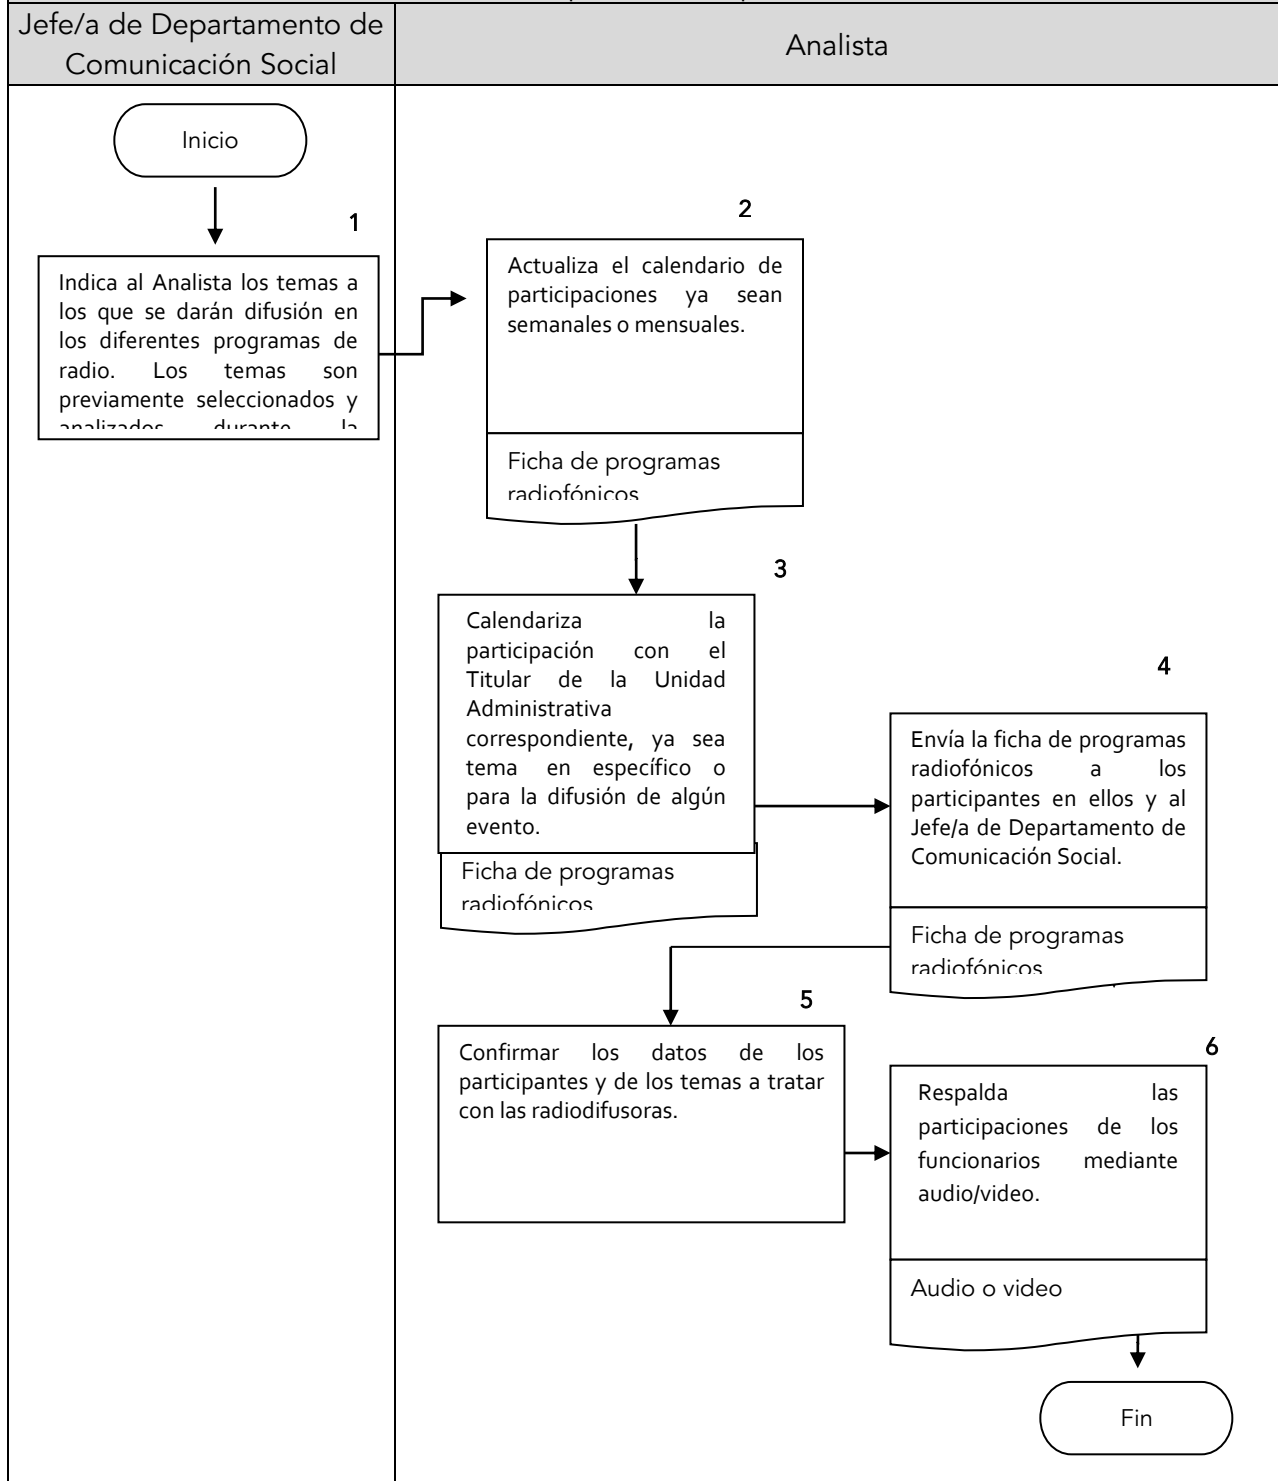 Jefe/a de Departamento de
Comunicación Social
Analista
Inicio
1
Indica al Analista los temas a
los que se darán difusión en
los diferentes programas de
radio. Los temas son
previamente seleccionados y
analizados durante la
2
Actualiza el calendario de
participaciones ya sean
semanales o mensuales.
Ficha de programas
radiofónicos
3
Calendariza la
participación con el
Titular de la Unidad
Administrativa
correspondiente, ya sea
tema en específico o
para la difusión de algún
evento.
Ficha de programas
radiofónicos
4
Envía la ficha de programas
radiofónicos a los
participantes en ellos y al
Jefe/a de Departamento de
Comunicación Social.
Ficha de programas
radiofónicos
5
Confirmar los datos de los
participantes y de los temas a tratar
con las radiodifusoras.
6
Respalda las
participaciones de los
funcionarios mediante
audio/video.
Audio o video
Fin